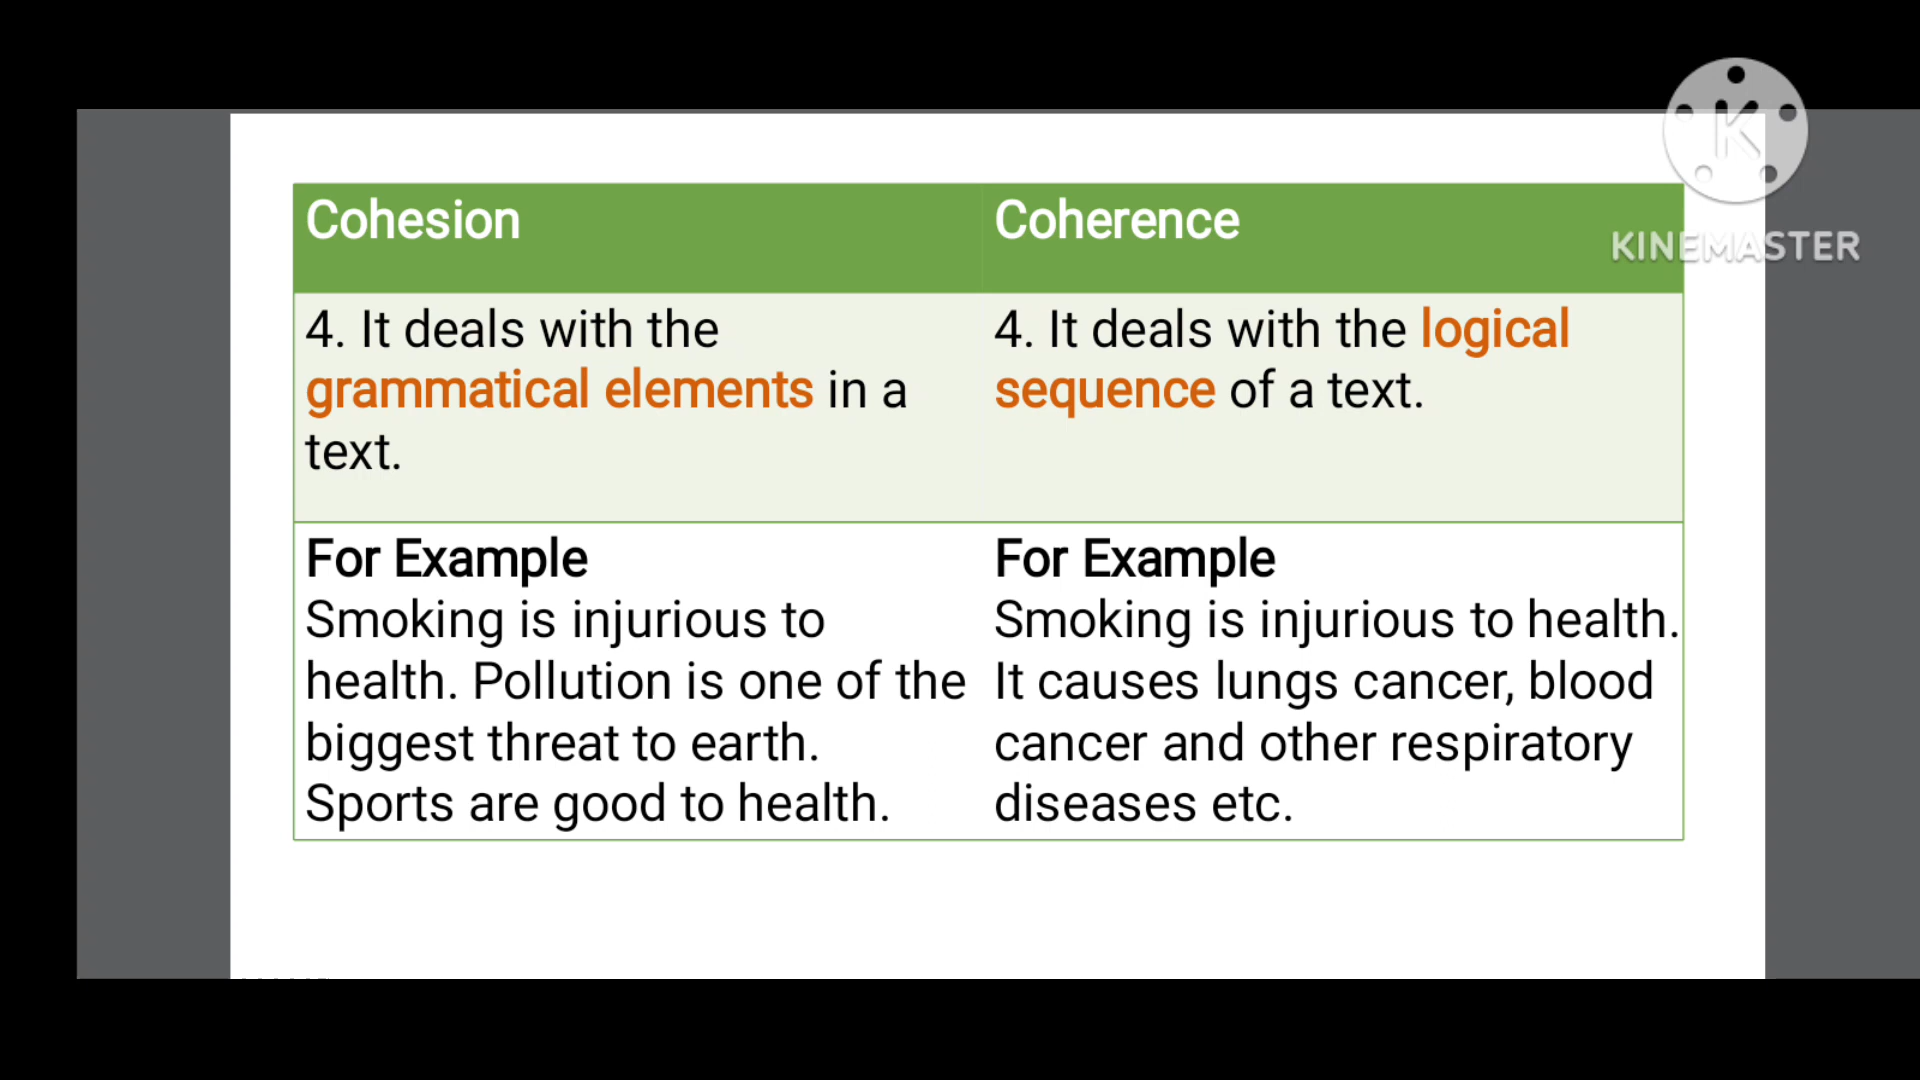 Cohesion
Coherence
KINEMASTER
4. It deals with the
grammatical elements in a
text.
4. It deals with the logical
sequence of a text.
For Example
Smoking is injurious to
health. Pollution is one of the
biggest threat to earth.
Sports are good to health.
For Example
Smoking is injurious to health.
It causes lungs cancer, blood
cancer and other respiratory
diseases etc.